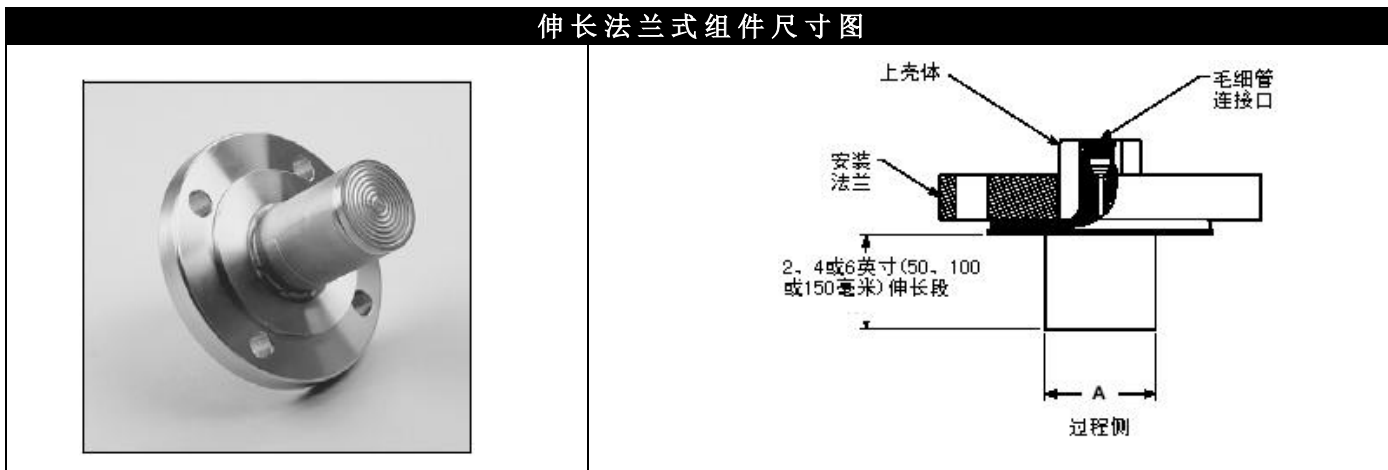 伸长法兰式组件尺寸图
上壳体
毛细管
连接口
安装
法兰
2、4或6英寸(50、100
或150毫米)伸长段
A
过程侧